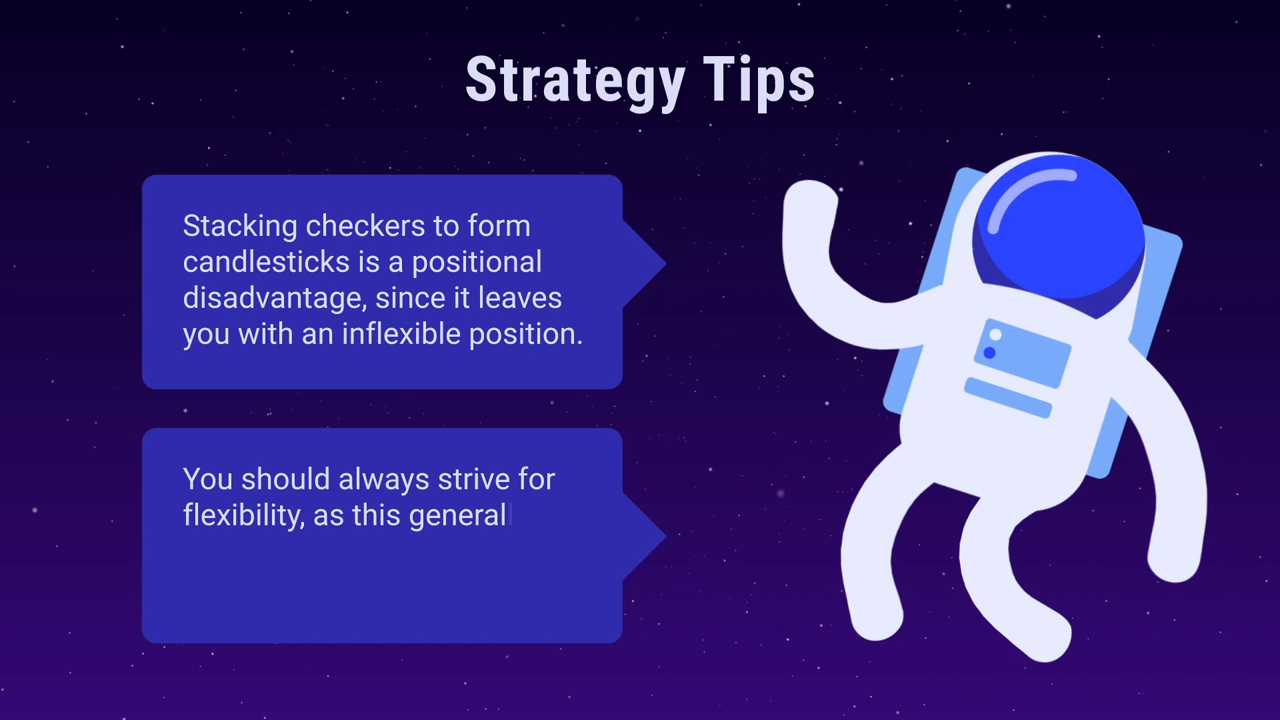 Strategy Tips
Stacking checkers to form
candlesticks is a positional
disadvantage, since it leaves
you with an inflexible position.
You should always strive for
flexibility, as this general